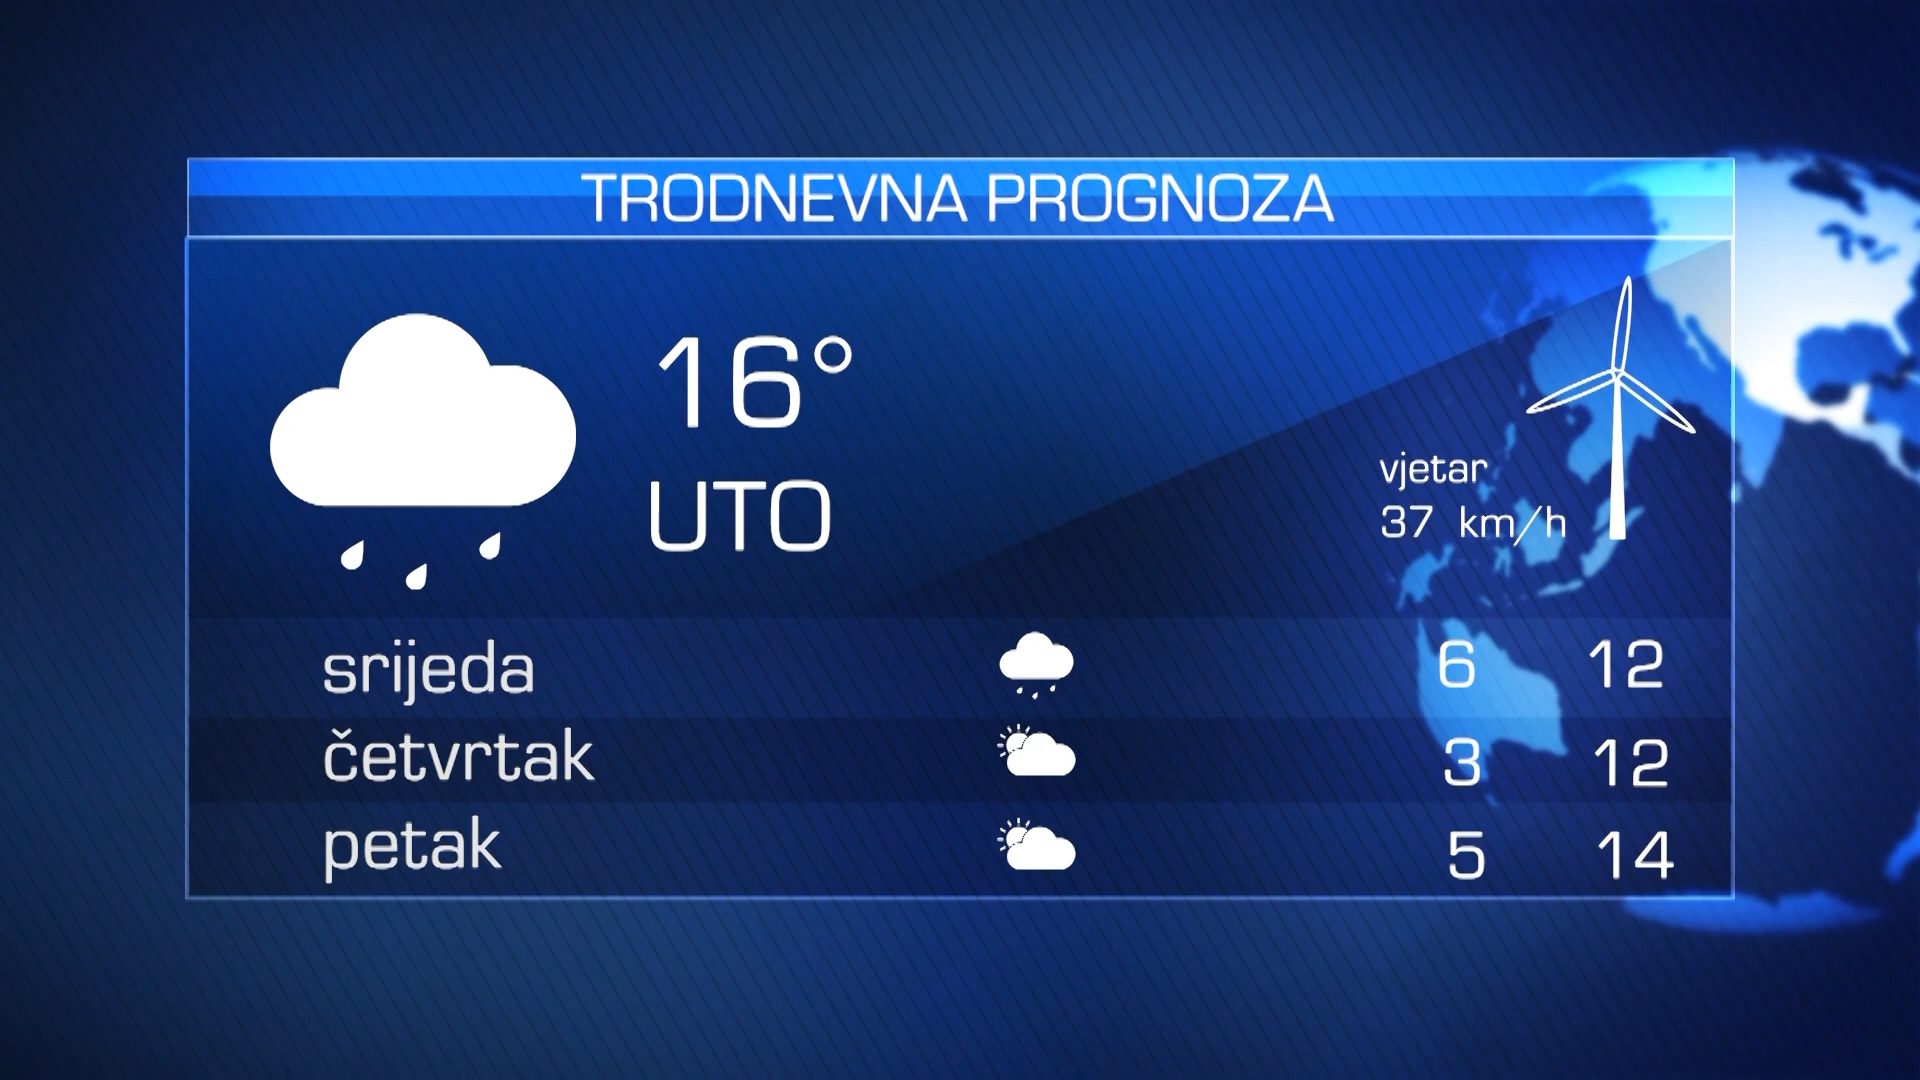 TRODNEVNA PROGNOZA
16°
UTO
vjetar
37 km/h
srijeda 6 12
četvrtak 3 12
petak 5 14